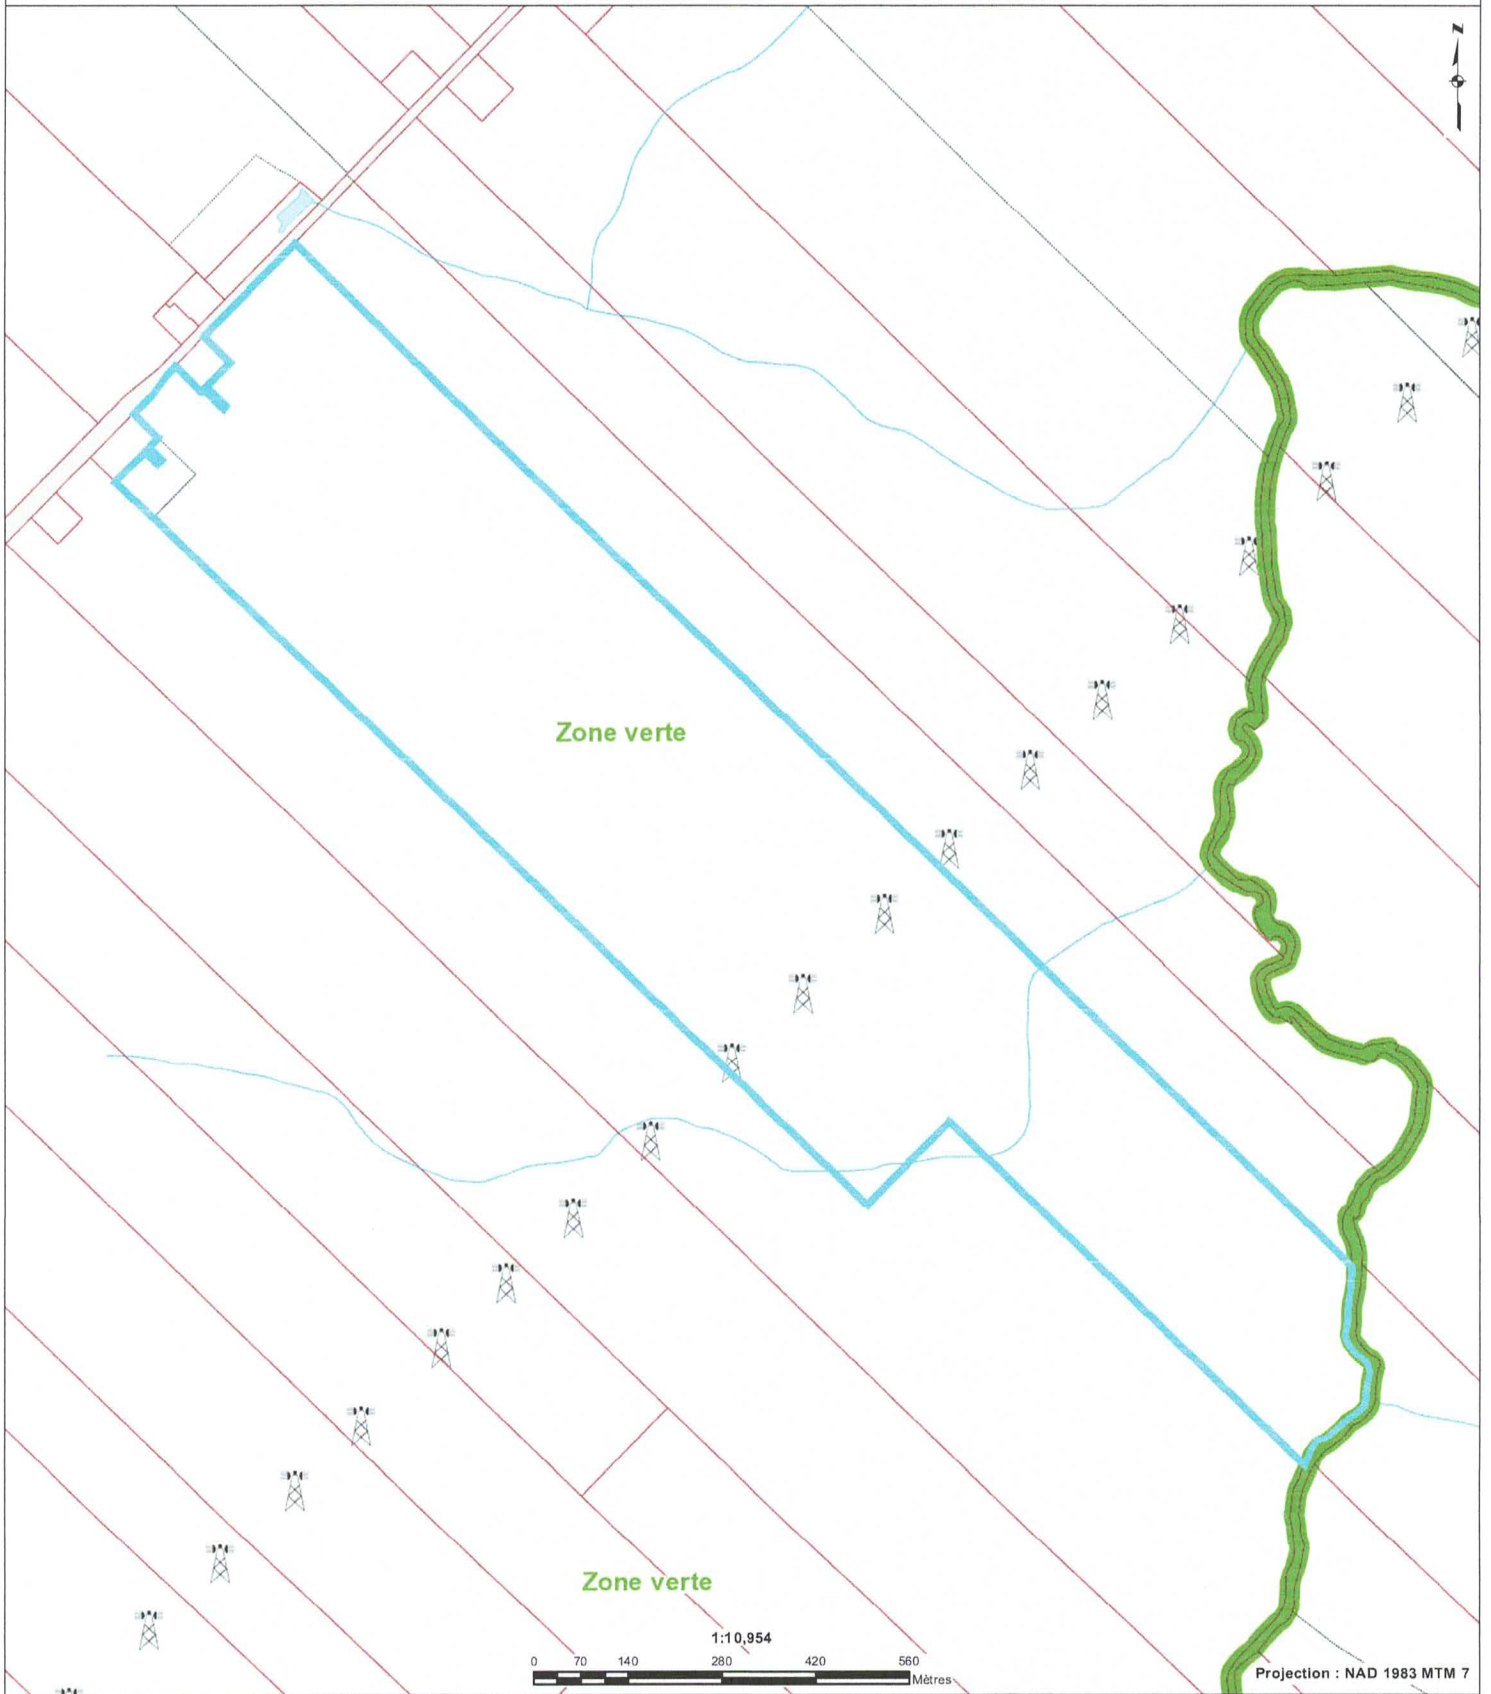 N
Zone verte
Zone verte
1:10,954
0 70 140 280 420 560
Mètres
Projection : NAD 1983 MTM 7